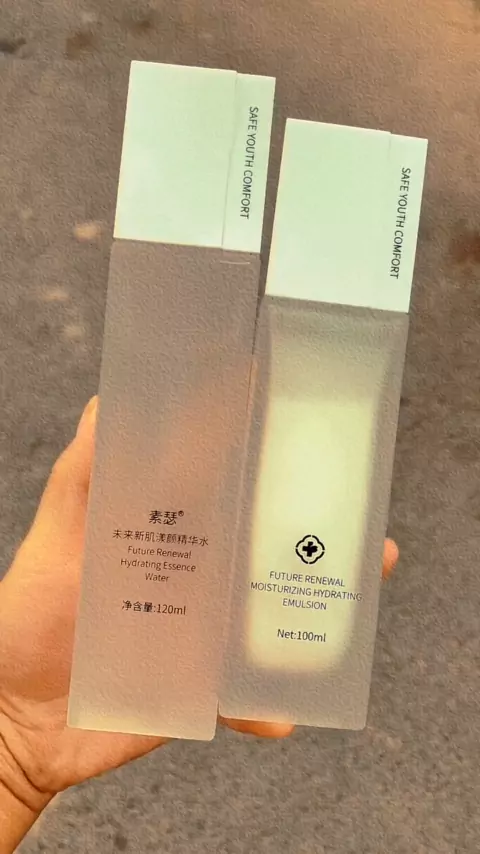 SAFE YOUTH COMFORT
素瑟®
未来新肌漾颜精华水
Future Renewal
Hydrating Essence
Water
净含量:120ml
SAFE YOUTH COMFORT
FUTURE RENEWAL
MOISTURIZING HYDRATING
EMULSION
Net:100ml